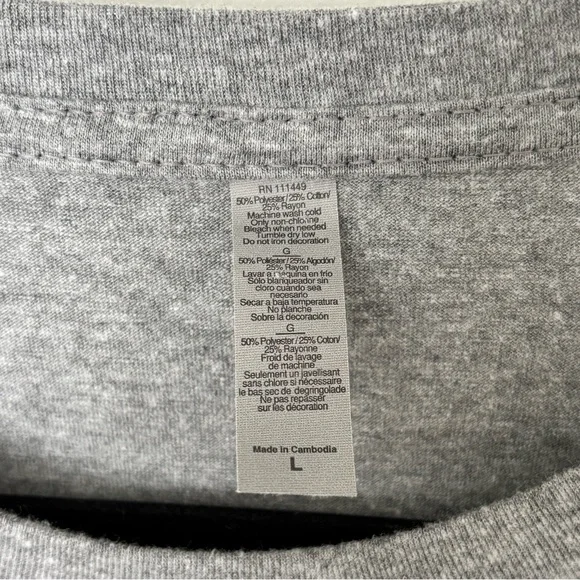 RN 111449
50% Polyester/25% Cotton/
25% Rayon
Machine wash cold
Only non-chlorine
Bleach when needed
Tumble dry low
Do not iron decoration
G
50% Poliéster/25% Algodón/
25% Rayon
Lavar a máquina en frío
Sólo blanqueador sin
cloro cuando sea
necesario
Secar a baja temperatura
No planche
Sobre la decoración
G
50% Polyester/25% Coton/
25% Rayonne
Froid de lavage
de machine
Seulement un javellisant
sans chlore si nécessaire
le bas sec de degringolade
Ne pas repasser
sur les décoration
Made in Cambodia
L